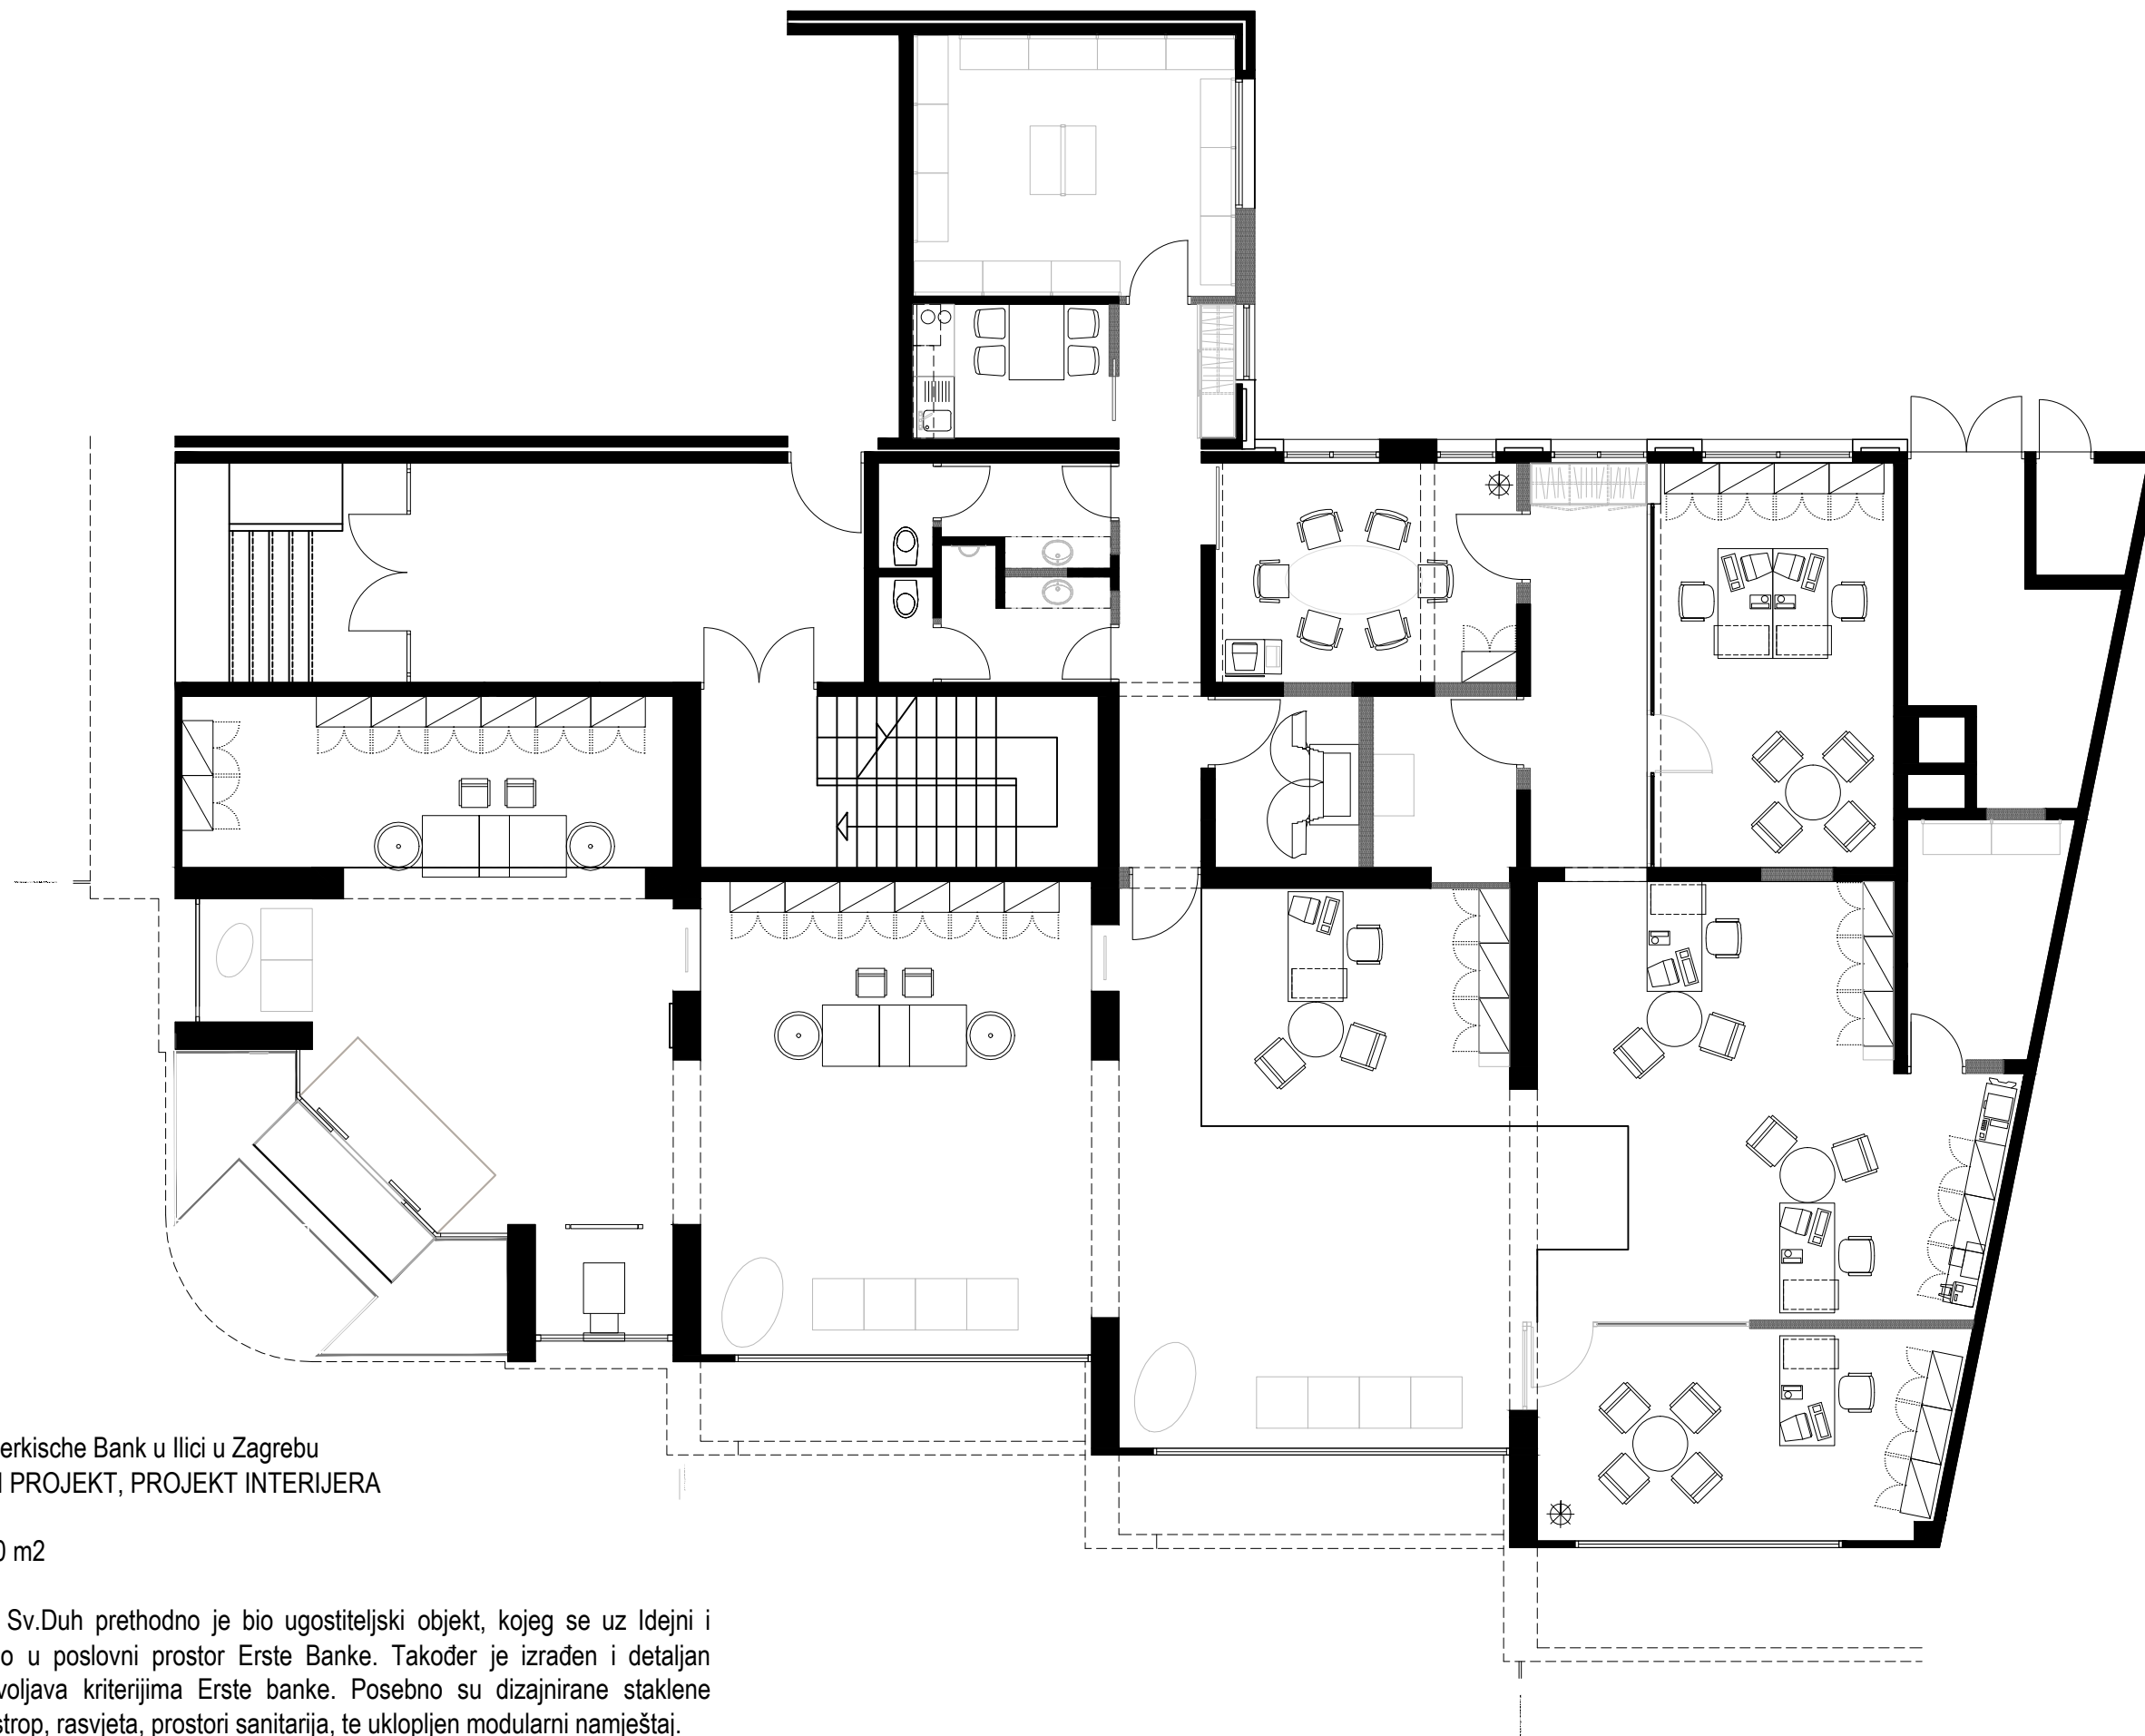 erkische Bank u Ilici u Zagrebu
PROJEKT, PROJEKT INTERIJERA
m2
Sv.Duh prethodno je bio ugostiteljski objekt, kojeg se uz Idejni i
o u poslovni prostor Erste Banke. Također je izrađen i detaljan
voljava kriterijima Erste banke. Posebno su dizajnirane staklene
strop, rasvjeta, prostori sanitarija, te uklopljen modularni namještaj.